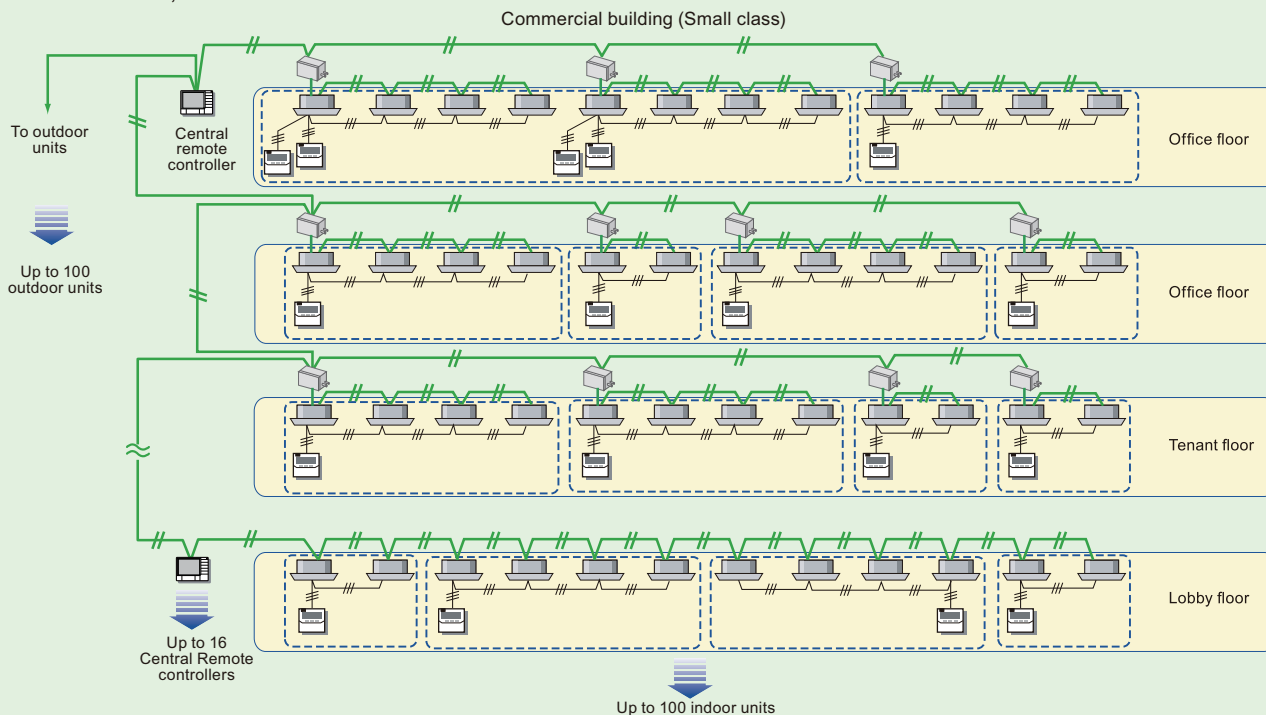 Commercial building (Small class)
To outdoor
units
Central
remote
controller
Office floor
Up to 100
outdoor units
Office floor
Tenant floor
Lobby floor
Up to 16
Central Remote
controllers
Up to 100 indoor units